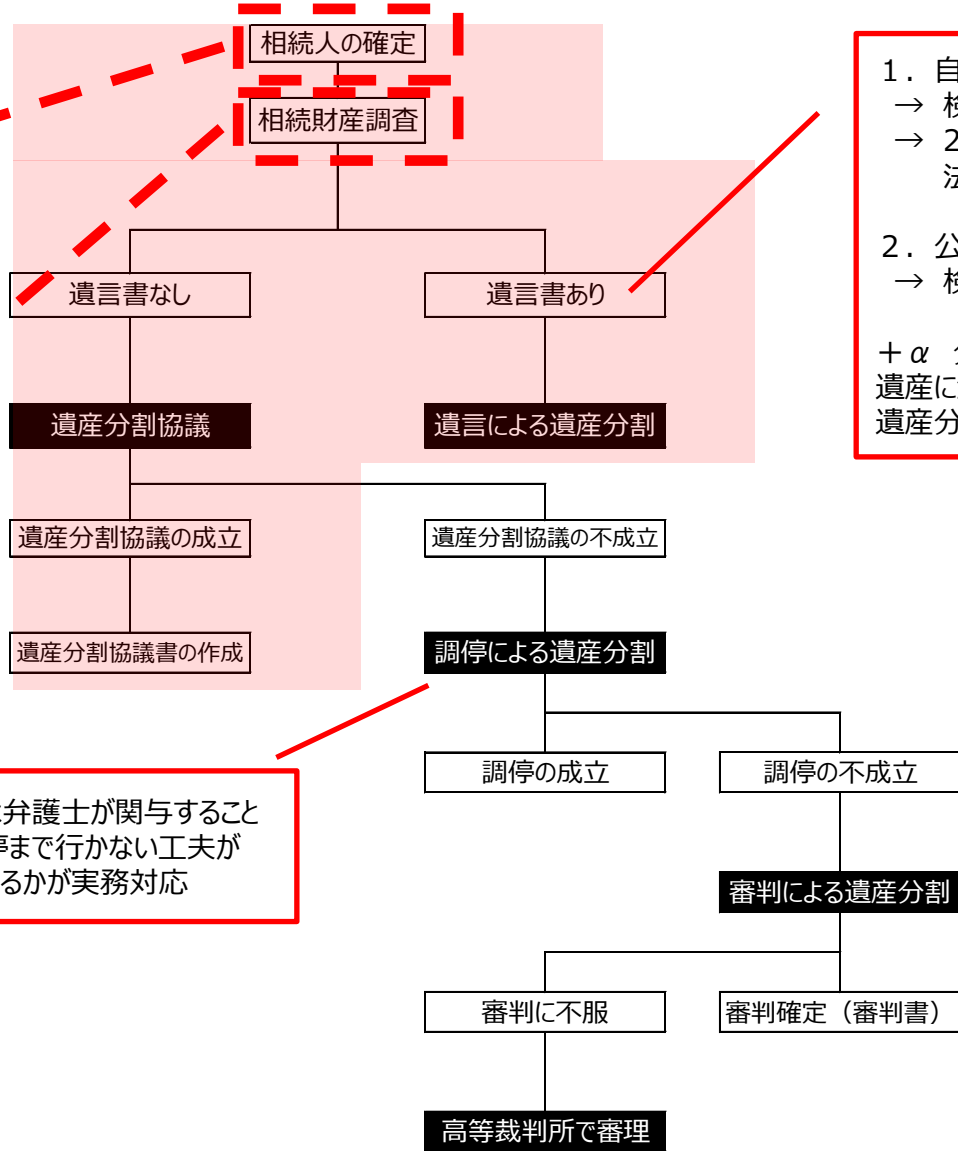 相続人の確定
相続財産調査
1．自
→ 検
→ 2
2．公
→ 検
＋α
遺産に
遺産分
遺言書なし
遺言書あり
遺産分割協議
遺言による遺産分割
遺産分割協議の成立
遺産分割協議の不成立
遺産分割協議書の作成
調停による遺産分割
調停の成立
調停の不成立
弁護士が関与すること
まで行かない工夫が
るかが実務対応
審判による遺産分割
審判に不服
審判確定（審判書）
高等裁判所で審理